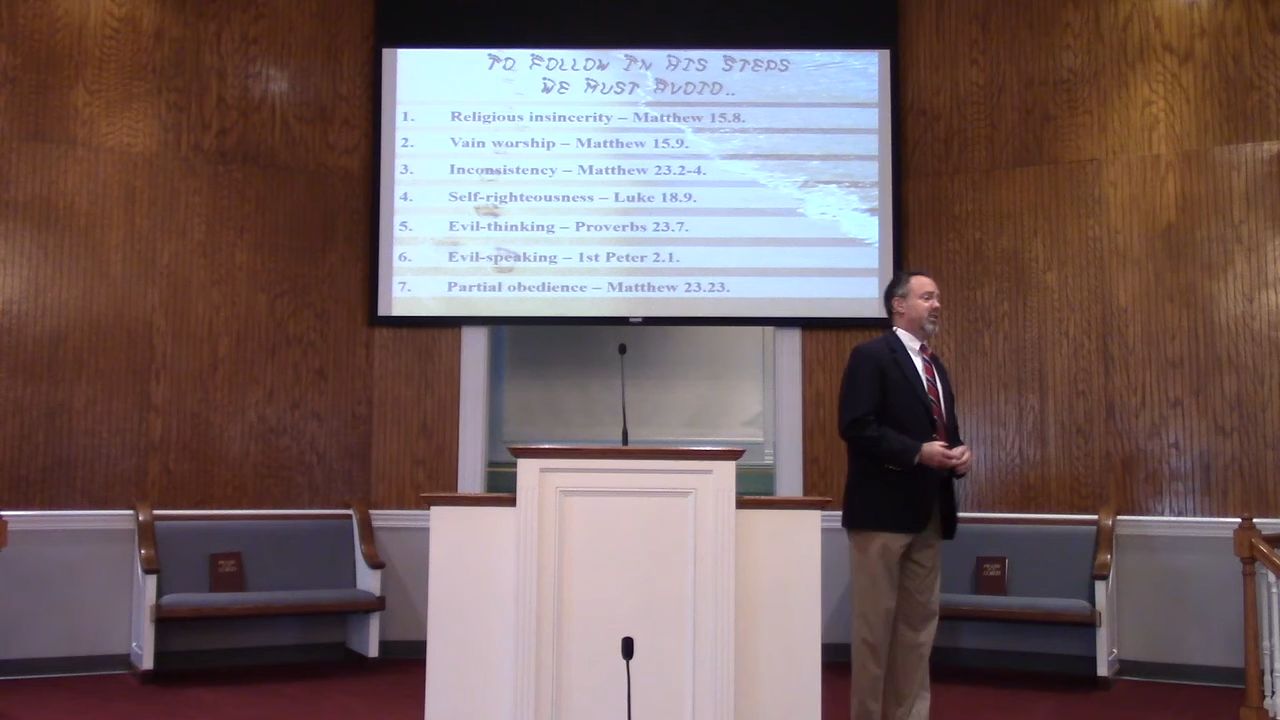 TO FOLLOW IN HIS STEPS
WE MUST AVOID..
1. Religious insincerity – Matthew 15.8.
2. Vain worship – Matthew 15.9.
3. Inconsistency – Matthew 23.2-4.
4. Self-righteousness – Luke 18.9.
5. Evil-thinking – Proverbs 23.7.
6. Evil-speaking – 1st Peter 2.1.
7. Partial obedience – Matthew 23.23.